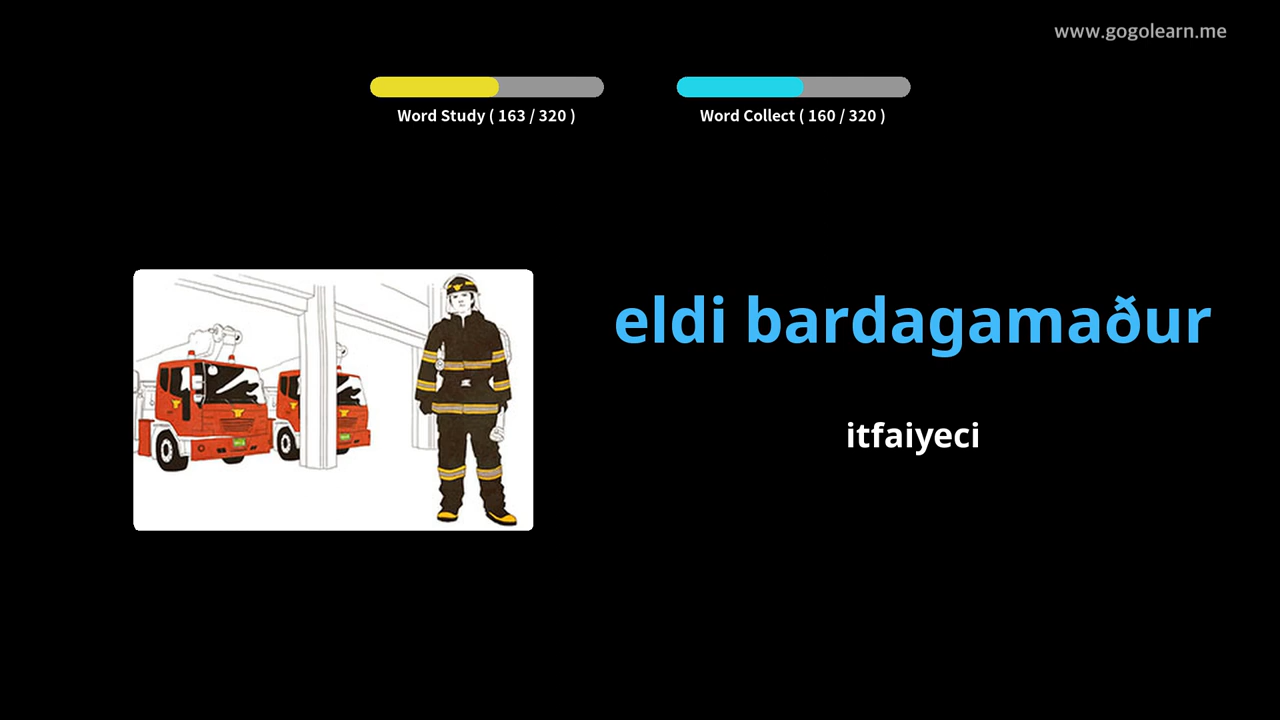 www.gogolearn.me
Word Study ( 163 / 320 )
Word Collect ( 160 / 320 )
eldi bardagamaður
itfaiyeci